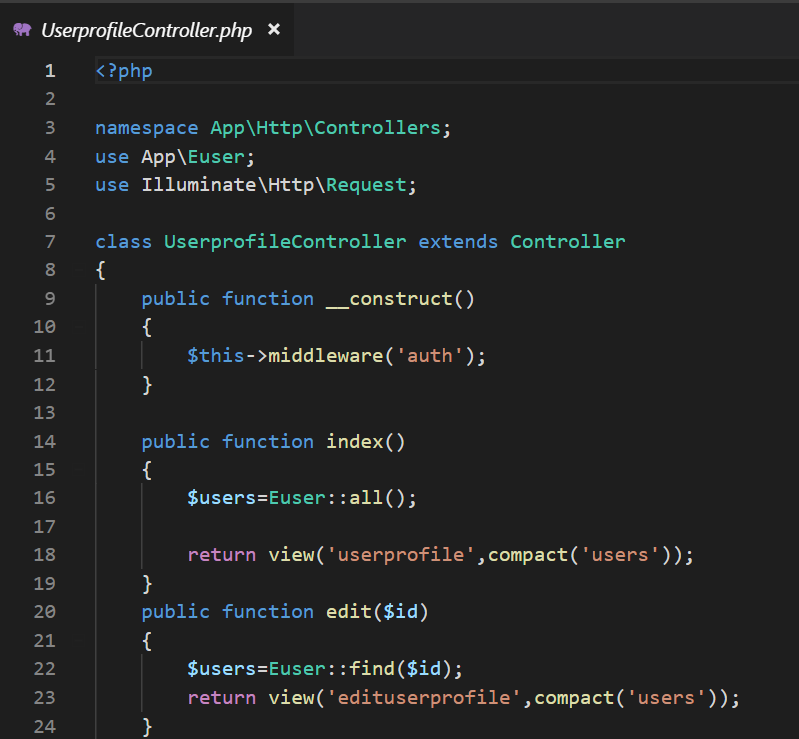 UserprofileController.php ×
1 <?php
2
3 namespace App\Http\Controllers;
4 use App\Euser;
5 use Illuminate\Http\Request;
6
7 class UserprofileController extends Controller
8 {
9     public function __construct()
10     {
11         $this->middleware('auth');
12     }
13
14     public function index()
15     {
16         $users=Euser::all();
17
18         return view('userprofile',compact('users'));
19     }
20     public function edit($id)
21     {
22         $users=Euser::find($id);
23         return view('edituserprofile',compact('users'));
24     }